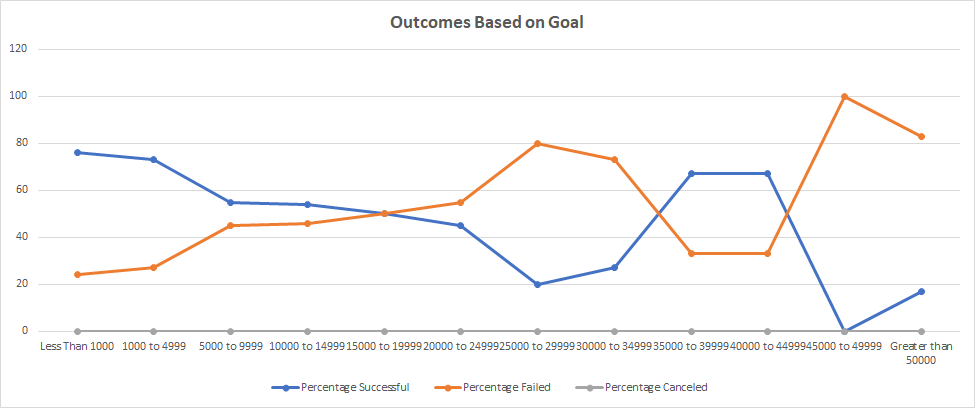 Outcomes Based on Goal
120
100
80
60
40
20
0
Less Than 1000 1000 to 4999 5000 to 9999 10000 to 14999 15000 to 19999 20000 to 24999 25000 to 29999 30000 to 34999 35000 to 39999 40000 to 44999 45000 to 49999 Greater than
50000
Percentage Successful Percentage Failed Percentage Canceled